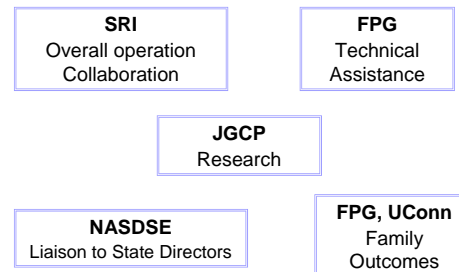 SRI
Overall operation
Collaboration
FPG
Technical
Assistance
JGCP
Research
NASDSE
Liaison to State Directors
FPG, UConn
Family
Outcomes